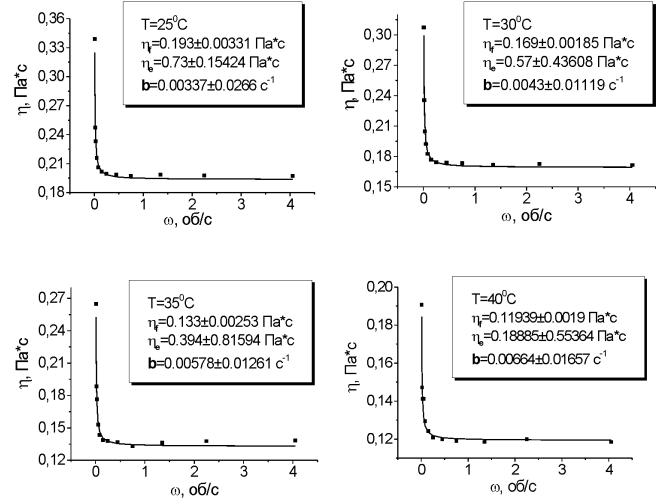 0,36
0,33
0,30
0,27
0,24
0,21
0,18
η, Па*с
T=25⁰C
ηf=0.193±0.00331 Па*с
ηe=0.73±0.15424 Па*с
b=0.00337±0.0266 c⁻¹
0 1 2 3 4
ω, об/с
0,30
0,27
0,24
0,21
0,18
0,15
η, Па*с
T=30⁰C
ηf=0.169±0.00185 Па*с
ηe=0.57±0.43608 Па*с
b=0.0043±0.01119 c⁻¹
0 1 2 3 4
ω, об/с
0,27
0,24
0,21
0,18
0,15
0,12
η, Па*с
T=35⁰C
ηf=0.133±0.00253 Па*с
ηe=0.394±0.81594 Па*с
b=0.00578±0.01261 c⁻¹
0 1 2 3 4
ω, об/с
0,20
0,18
0,16
0,14
0,12
η, Па*с
T=40⁰C
ηf=0.11939±0.0019 Па*с
ηe=0.18885±0.55364 Па*с
b=0.00664±0.01657 c⁻¹
0 1 2 3 4
ω, об/с